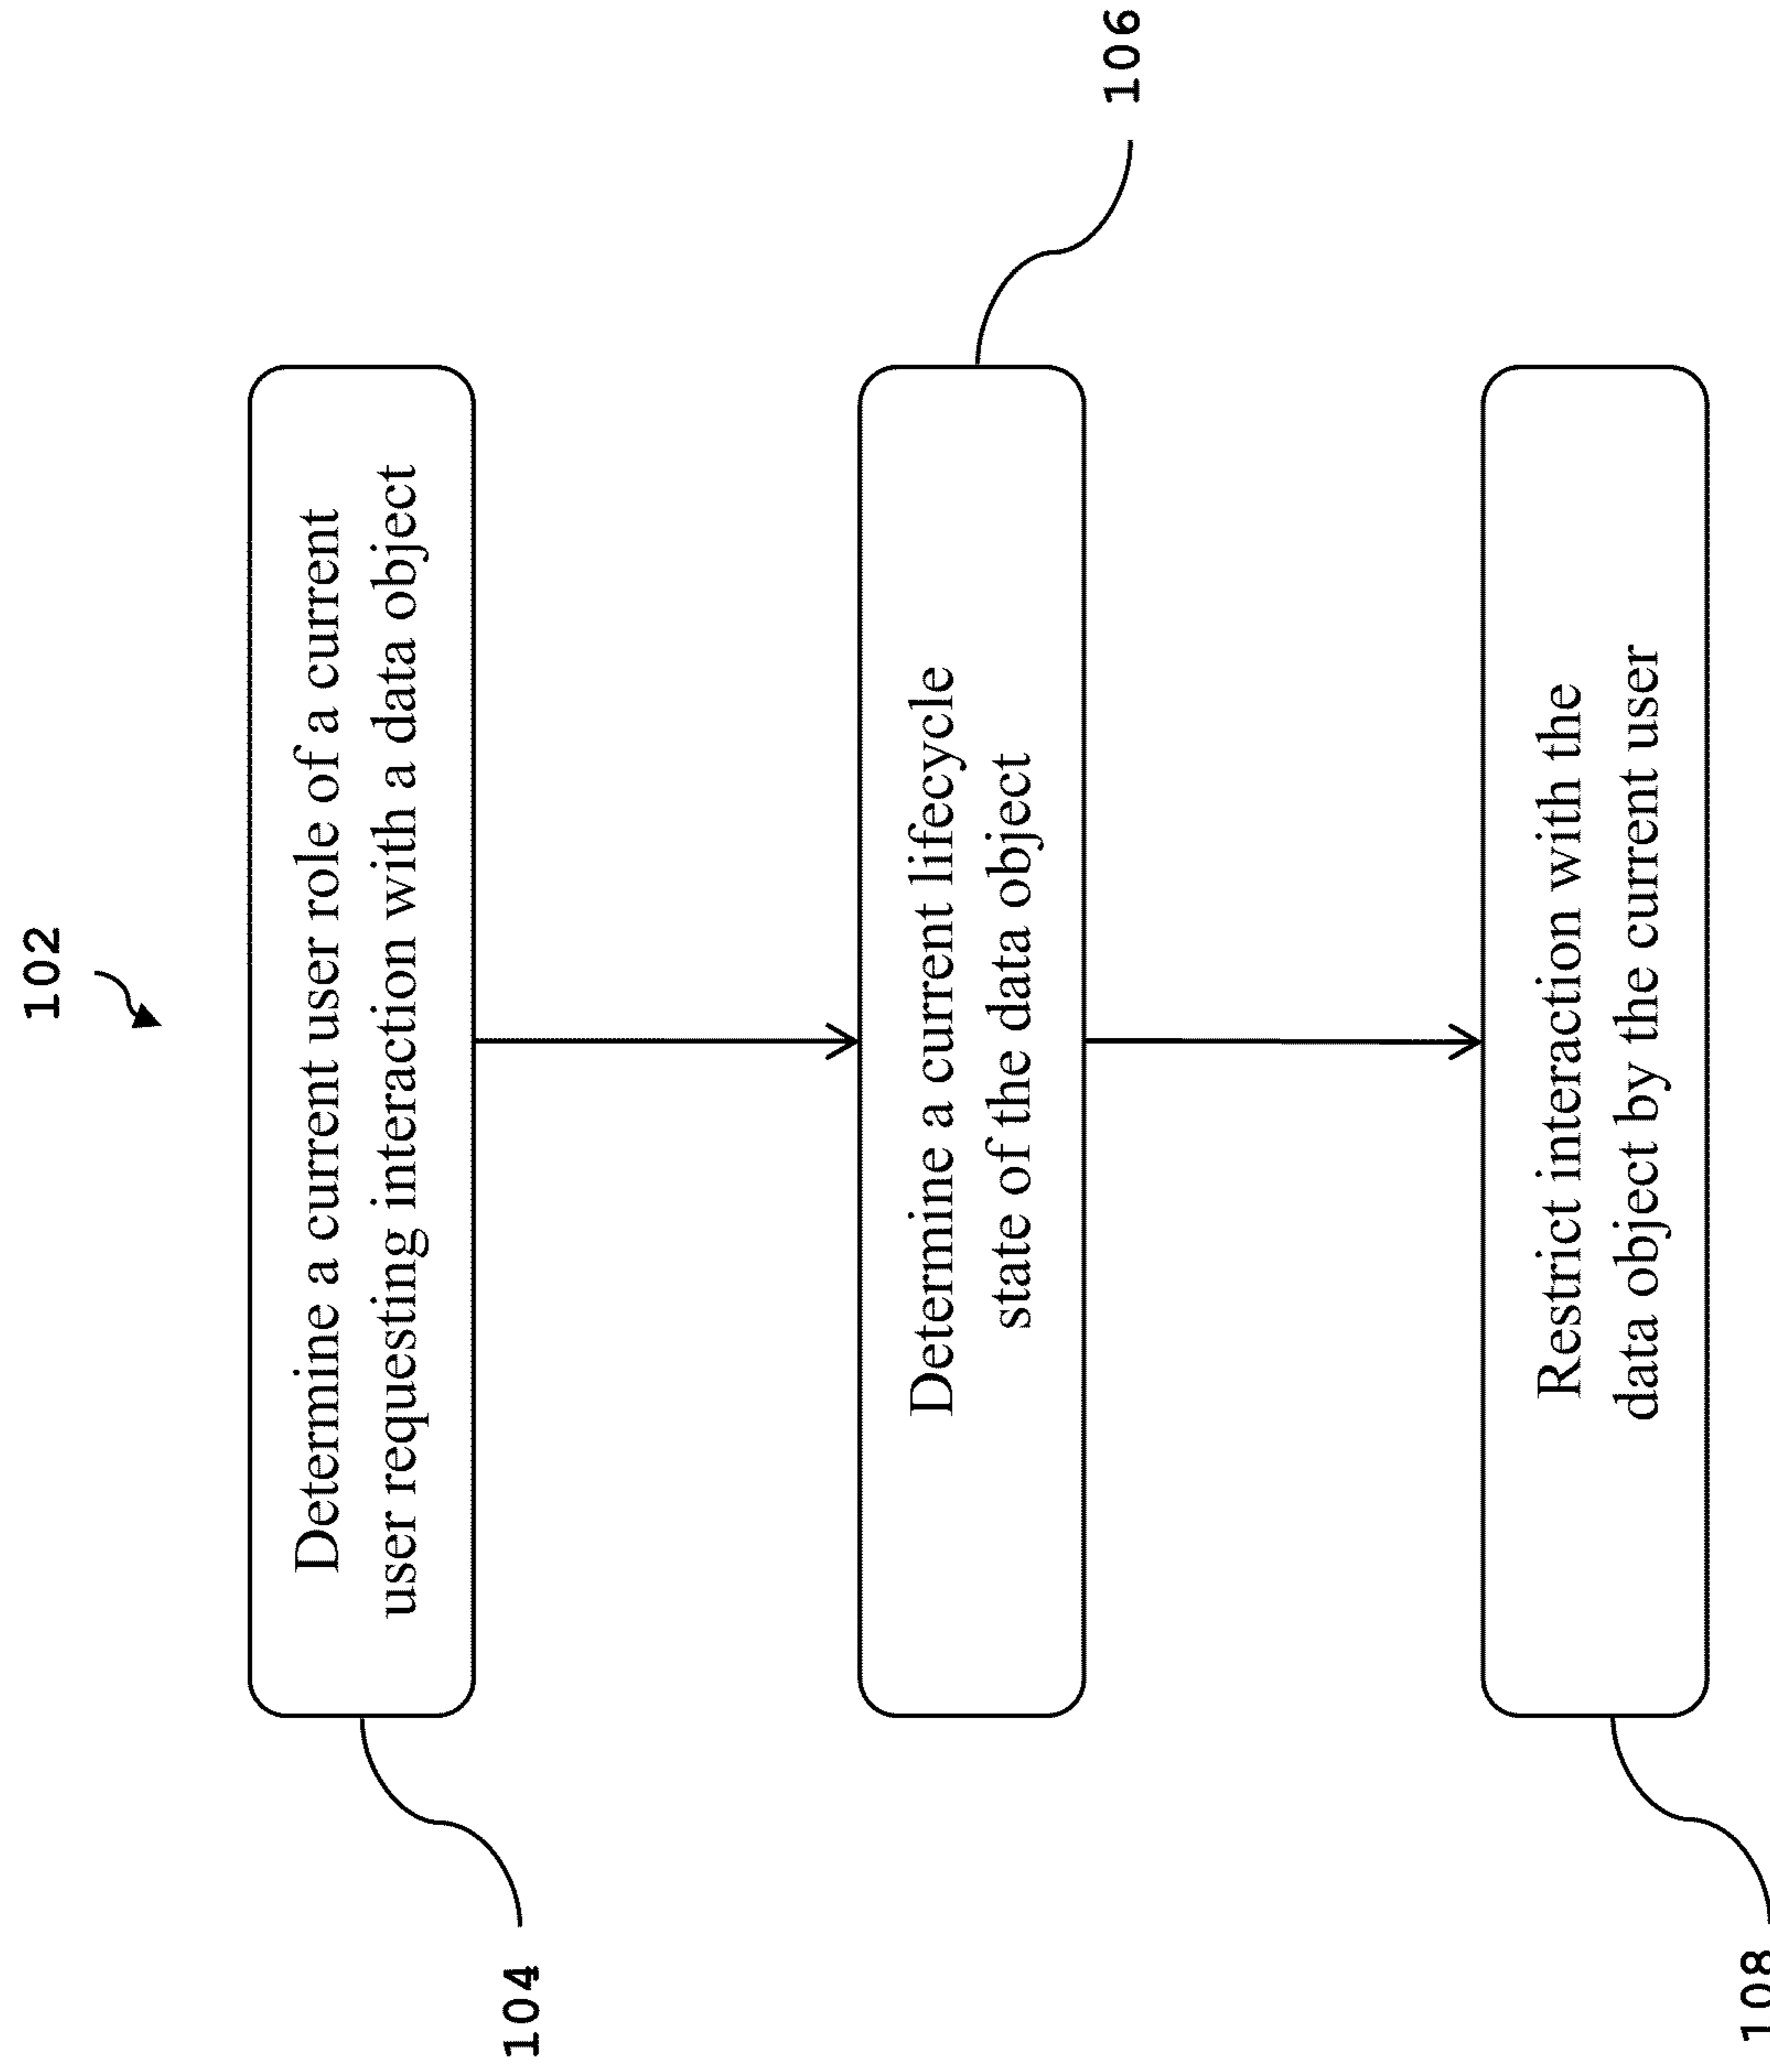 102
Determine a current user role of a current
user requesting interaction with a data object
104
Determine a current lifecycle
state of the data object
106
Restrict interaction with the
data object by the current user
108